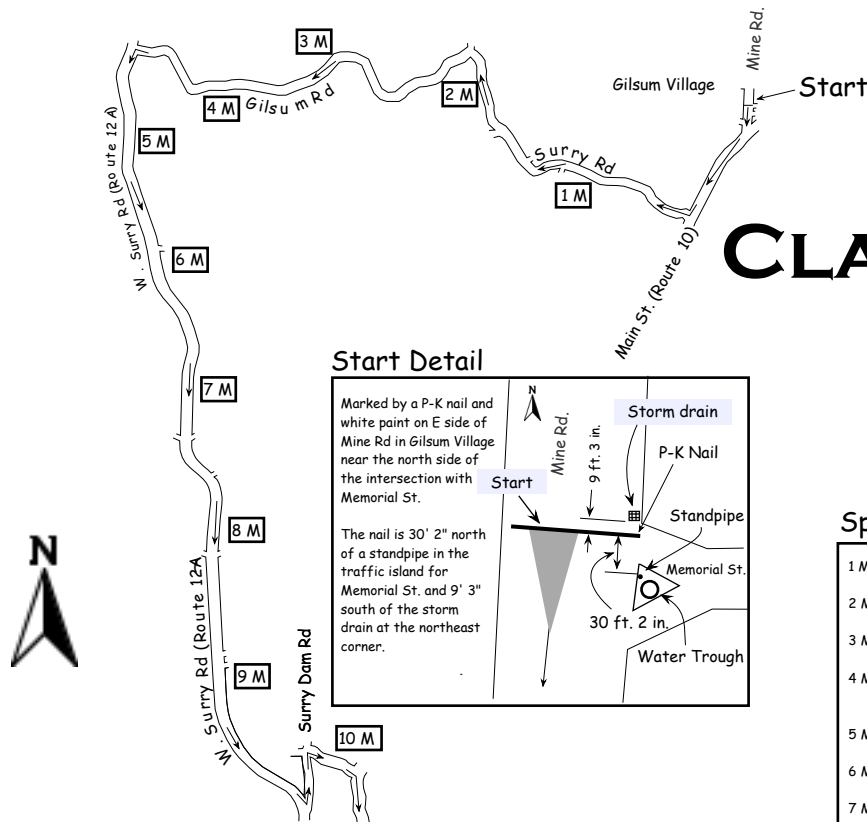 3 M
Mine Rd.
Gilsum Village
Start
4 M
Gilsum Rd
2 M
5 M
Surry Rd
1 M
W. Surry Rd (Route 12 A)
6 M
Main St. (Route 10)
CLA
7 M
Start Detail
Marked by a P-K nail and
white paint on E side of
Mine Rd in Gilsum Village
near the north side of
the intersection with
Memorial St.
The nail is 30' 2" north
of a standpipe in the
traffic island for
Memorial St. and 9' 3"
south of the storm
drain at the northeast
corner.
N
Mine Rd.
9 ft. 3 in.
Storm drain
P-K Nail
Start
Standpipe
Memorial St.
30 ft. 2 in.
Water Trough
N
8 M
W. Surry Rd (Route 12A
9 M
Surry Dam Rd
10 M
Sp
1 M
2 M
3 M
4 M
5 M
6 M
7 M